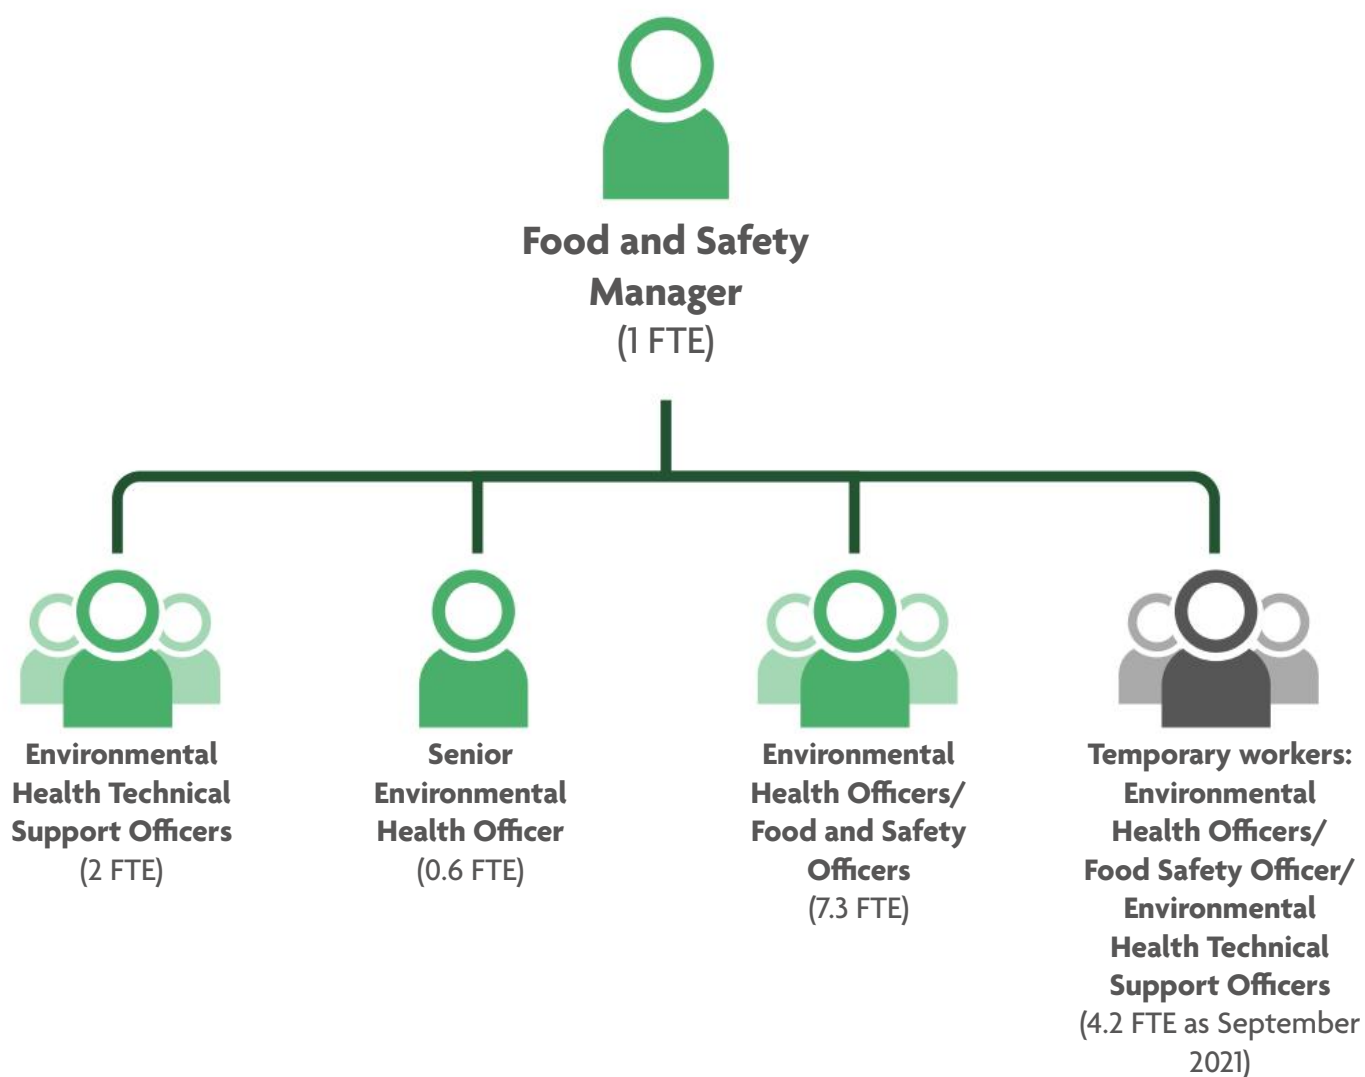 Food and Safety
Manager
(1 FTE)
Environmental
Health Technical
Support Officers
(2 FTE)
Senior
Environmental
Health Officer
(0.6 FTE)
Environmental
Health Officers/
Food and Safety
Officers
(7.3 FTE)
Temporary workers:
Environmental
Health Officers/
Food Safety Officer/
Environmental
Health Technical
Support Officers
(4.2 FTE as September
2021)